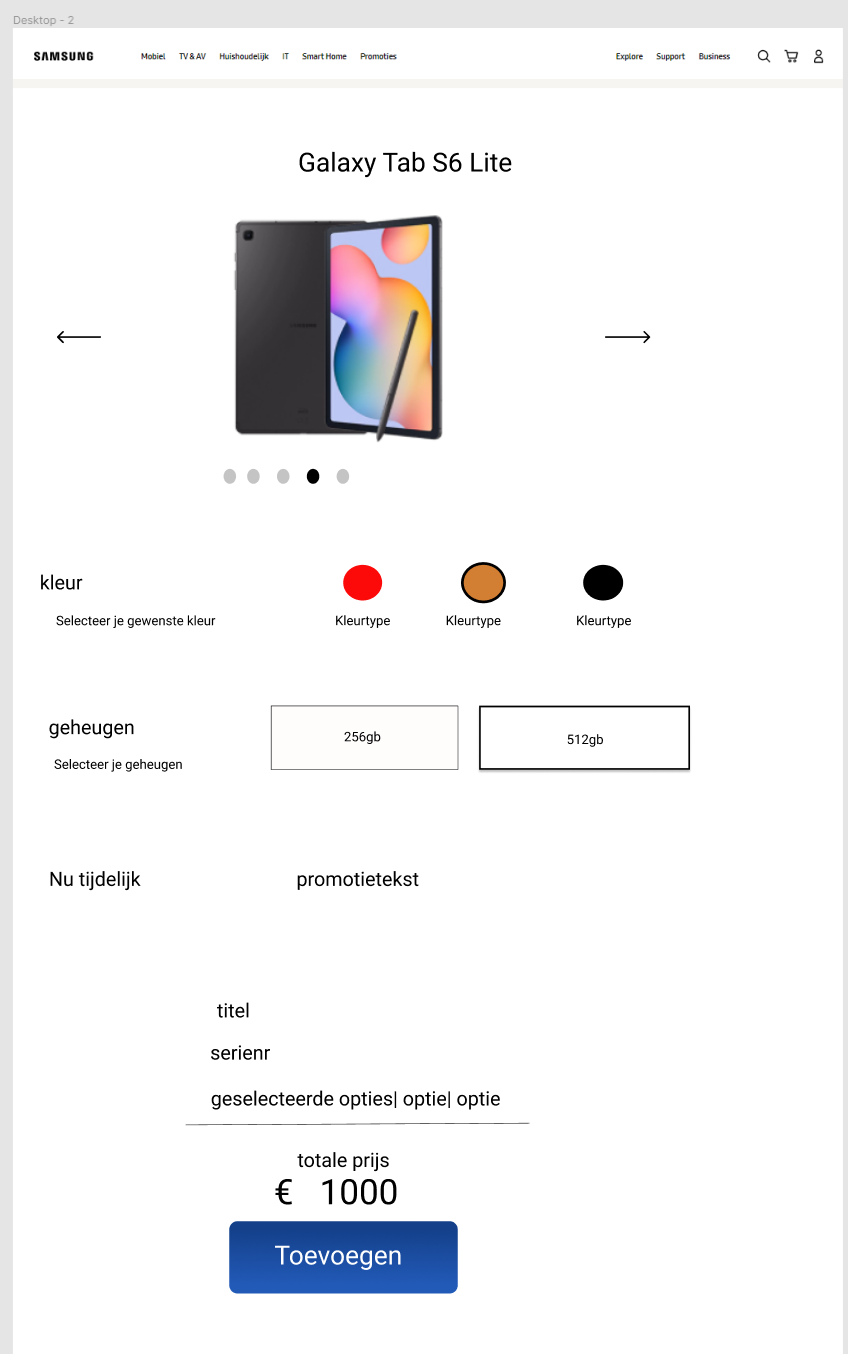 Desktop - 2
SAMSUNG Mobiel TV & AV Huishoudelijk IT Smart Home Promoties Explore Support Business
Galaxy Tab S6 Lite
kleur
Selecteer je gewenste kleur Kleurtype Kleurtype Kleurtype
geheugen 256gb 512gb
Selecteer je geheugen
Nu tijdelijk promotietekst
titel
serienr
geselecteerde opties| optie| optie
totale prijs
€ 1000
Toevoegen